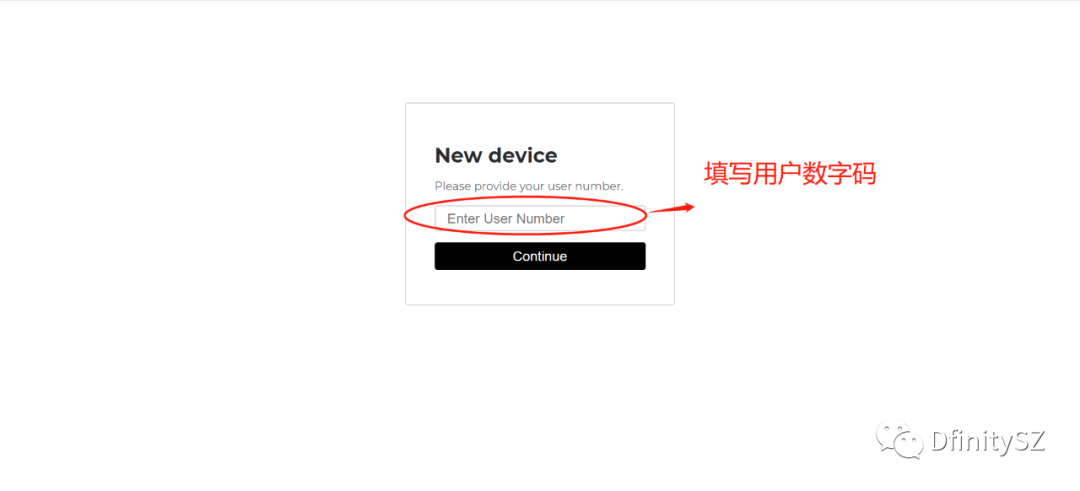 New device
Please provide your user number.
Enter User Number
Continue
填写用户数字码
DfinitySZ